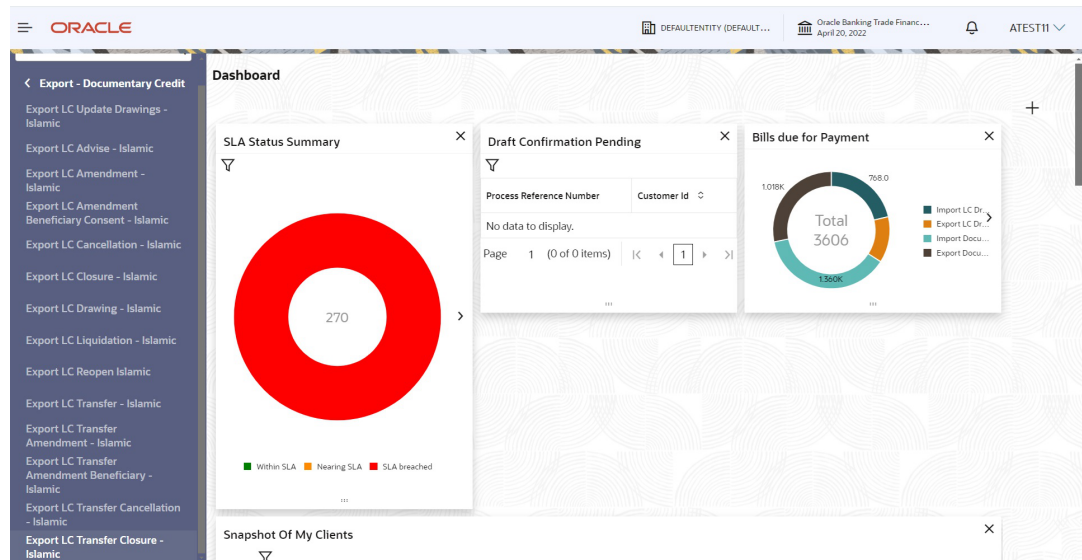 ORACLE
DEFAULTENTITY (DEFAULT...
Oracle Banking Trade Financ...
April 20, 2022
ATEST11
Export - Documentary Credit
Export LC Update Drawings -
Islamic
Export LC Advise - Islamic
Export LC Amendment -
Islamic
Export LC Amendment
Beneficiary Consent - Islamic
Export LC Cancellation - Islamic
Export LC Closure - Islamic
Export LC Drawing - Islamic
Export LC Liquidation - Islamic
Export LC Reopen Islamic
Export LC Transfer - Islamic
Export LC Transfer
Amendment - Islamic
Export LC Transfer
Amendment Beneficiary -
Islamic
Export LC Transfer Cancellation
- Islamic
Export LC Transfer Closure -
Islamic
Dashboard
SLA Status Summary
270
Within SLA Nearing SLA SLA breached
Draft Confirmation Pending
Process Reference Number Customer Id
No data to display.
Page 1 (0 of 0 items) 1
Bills due for Payment
1.018K
768.0
Total
3606
1.360K
Import LC Dr...
Export LC Dr...
Import Docu...
Export Docu...
Snapshot Of My Clients